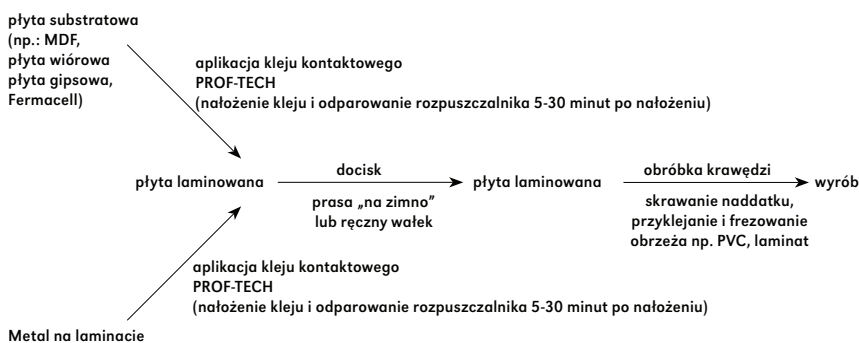 płyta substratowa
(np.: MDF,
płyta wiórowa
płyta gipsowa,
Fermacell)
aplikacja kleju kontaktowego
PROF-TECH
(nałożenie kleju i odparowanie rozpuszczalnika 5-30 minut po nałożeniu)
płyta laminowana
docisk
prasa „na zimno”
lub ręczny wałek
płyta laminowana
obróbka krawędzi
skrawanie naddatku,
przyklejanie i frezowanie
obrzeża np. PVC, laminat
wyrób
aplikacja kleju kontaktowego
PROF-TECH
(nałożenie kleju i odparowanie rozpuszczalnika 5-30 minut po nałożeniu)
Metal na laminacie